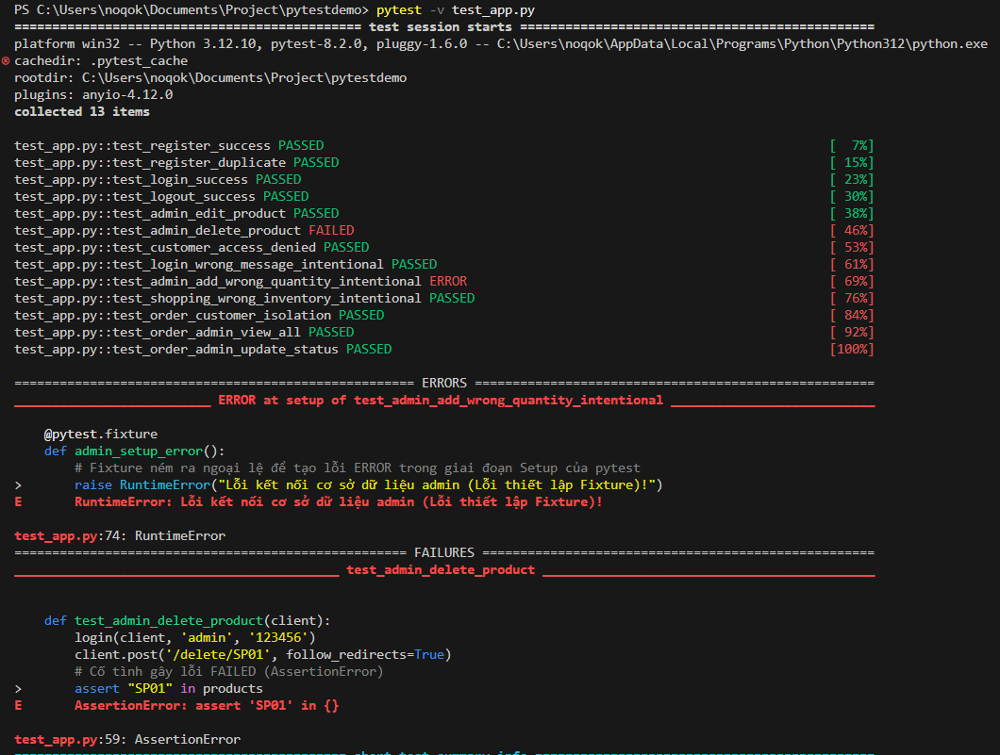 PS C:\Users\noqok\Documents\Project\pytestdemo> pytest -v test_app.py
============================================== test session starts ===============================================
platform win32 -- Python 3.12.10, pytest-8.2.0, pluggy-1.6.0 -- C:\Users\noqok\AppData\Local\Programs\Python\Python312\python.exe
cachedir: .pytest_cache
rootdir: C:\Users\noqok\Documents\Project\pytestdemo
plugins: anyio-4.12.0
collected 13 items
test_app.py::test_register_success PASSED [  7%]
test_app.py::test_register_duplicate PASSED [ 15%]
test_app.py::test_login_success PASSED [ 23%]
test_app.py::test_logout_success PASSED [ 30%]
test_app.py::test_admin_edit_product PASSED [ 38%]
test_app.py::test_admin_delete_product FAILED [ 46%]
test_app.py::test_customer_access_denied PASSED [ 53%]
test_app.py::test_login_wrong_message_intentional PASSED [ 61%]
test_app.py::test_admin_add_wrong_quantity_intentional ERROR [ 69%]
test_app.py::test_shopping_wrong_inventory_intentional PASSED [ 76%]
test_app.py::test_order_customer_isolation PASSED [ 84%]
test_app.py::test_order_admin_view_all PASSED [ 92%]
test_app.py::test_order_admin_update_status PASSED [100%]
===================================================== ERRORS =====================================================
__________________________ ERROR at setup of test_admin_add_wrong_quantity_intentional ___________________________
@pytest.fixture
def admin_setup_error():
# Fixture ném ra ngoại lệ để tạo lỗi ERROR trong giai đoạn Setup của pytest
> raise RuntimeError("Lỗi kết nối cơ sở dữ liệu admin (Lỗi thiết lập Fixture)!")
E RuntimeError: Lỗi kết nối cơ sở dữ liệu admin (Lỗi thiết lập Fixture)!
test_app.py:74: RuntimeError
==================================================== FAILURES ====================================================
___________________________________________ test_admin_delete_product ____________________________________________
def test_admin_delete_product(client):
login(client, 'admin', '123456')
client.post('/delete/SP01', follow_redirects=True)
# Cố tình gây lỗi FAILED (AssertionError)
> assert "SP01" in products
E AssertionError: assert 'SP01' in {}
test_app.py:59: AssertionError